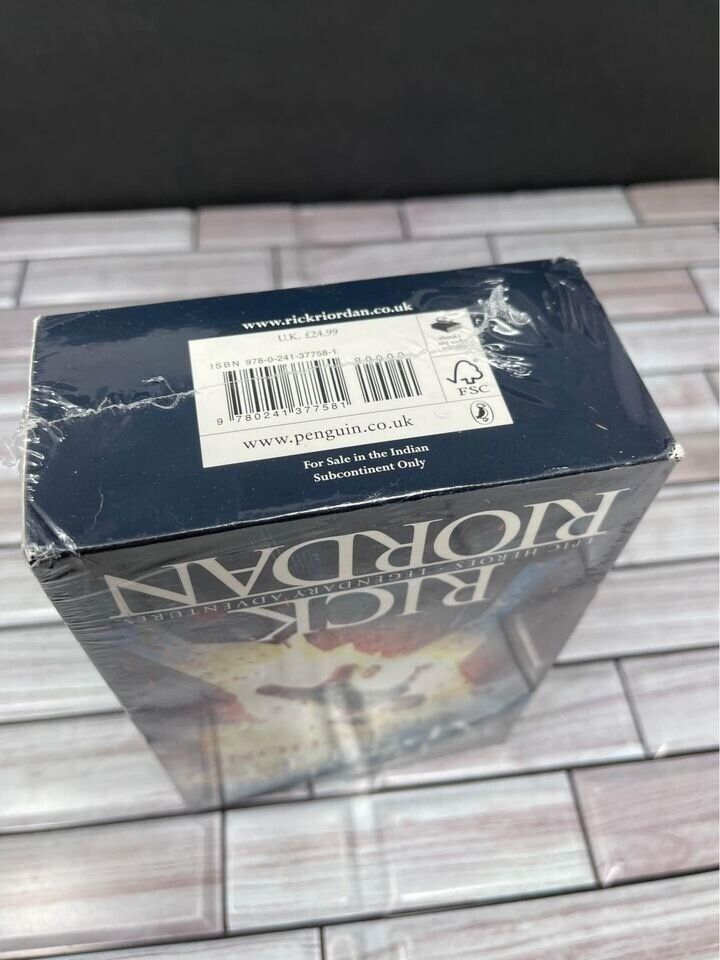 www.rickriordan.co.uk
U.K. £24.99
ISBN 978-0-241-37758-1
90000
9 780241 377581
FSC
www.penguin.co.uk
For Sale in the Indian
Subcontinent Only
RICK
RIORDAN
EPIC HEROES · LEGENDARY ADVENTURES